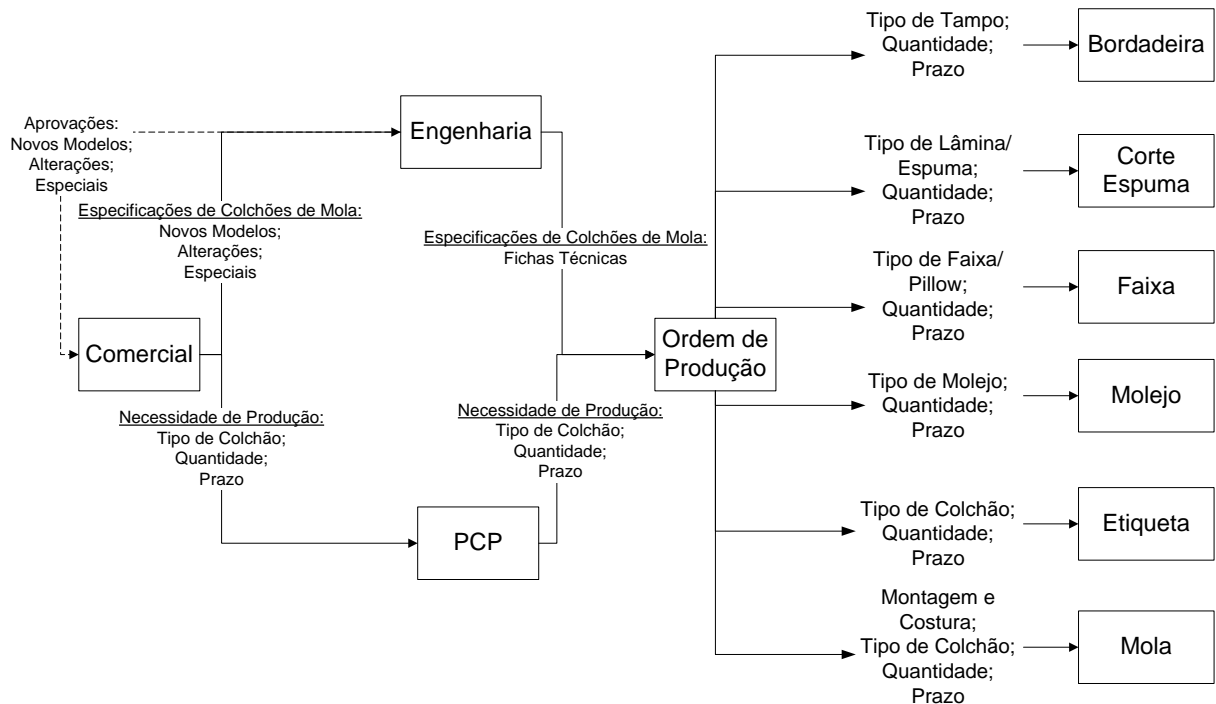 Aprovações:
Novos Modelos;
Alterações;
Especiais
Comercial
Especificações de Colchões de Mola:
Novos Modelos;
Alterações;
Especiais
Necessidade de Produção:
Tipo de Colchão;
Quantidade;
Prazo
Engenharia
PCP
Especificações de Colchões de Mola:
Fichas Técnicas
Necessidade de Produção:
Tipo de Colchão;
Quantidade;
Prazo
Ordem de
Produção
Tipo de Tampo;
Quantidade;
Prazo
Bordadeira
Tipo de Lâmina/
Espuma;
Quantidade;
Prazo
Corte
Espuma
Tipo de Faixa/
Pillow;
Quantidade;
Prazo
Faixa
Tipo de Molejo;
Quantidade;
Prazo
Molejo
Tipo de Colchão;
Quantidade;
Prazo
Etiqueta
Montagem e
Costura;
Tipo de Colchão;
Quantidade;
Prazo
Mola